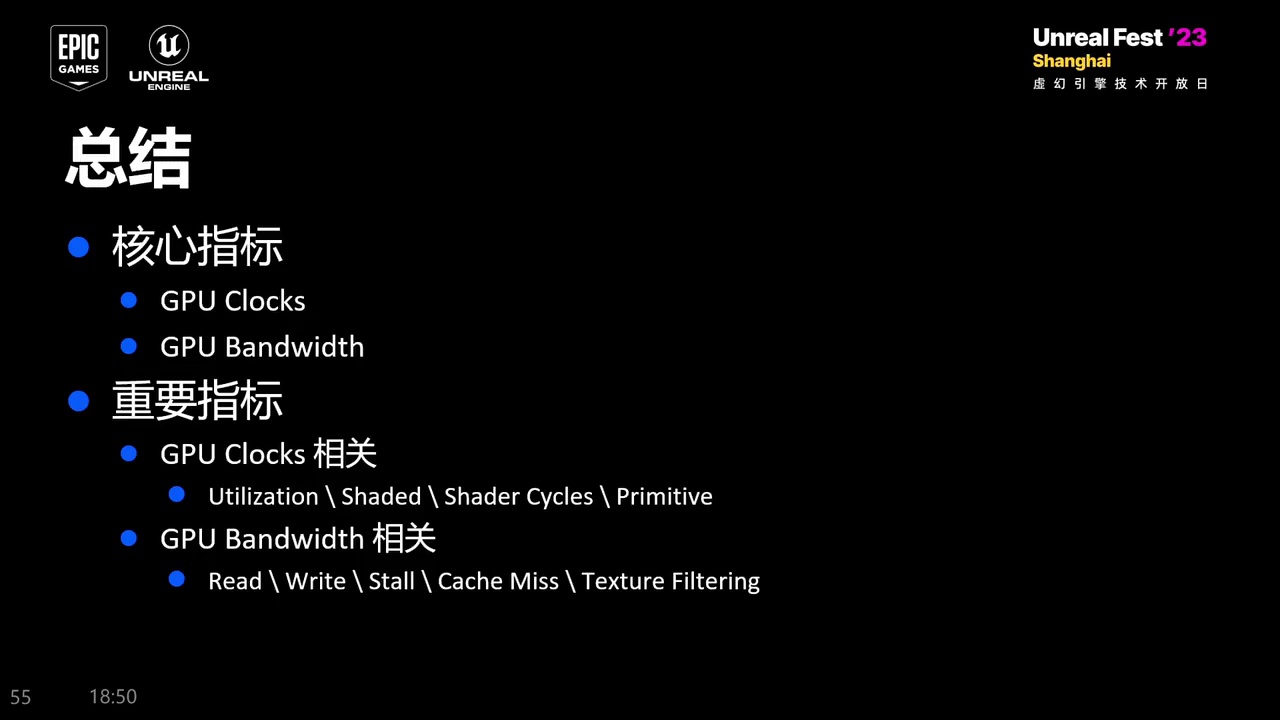 EPIC
GAMES
UNREAL
ENGINE
Unreal Fest '23
Shanghai
虚幻引擎技术开放日
总结
核心指标
GPU Clocks
GPU Bandwidth
重要指标
GPU Clocks 相关
Utilization \ Shaded \ Shader Cycles \ Primitive
GPU Bandwidth 相关
Read \ Write \ Stall \ Cache Miss \ Texture Filtering
55 18:50